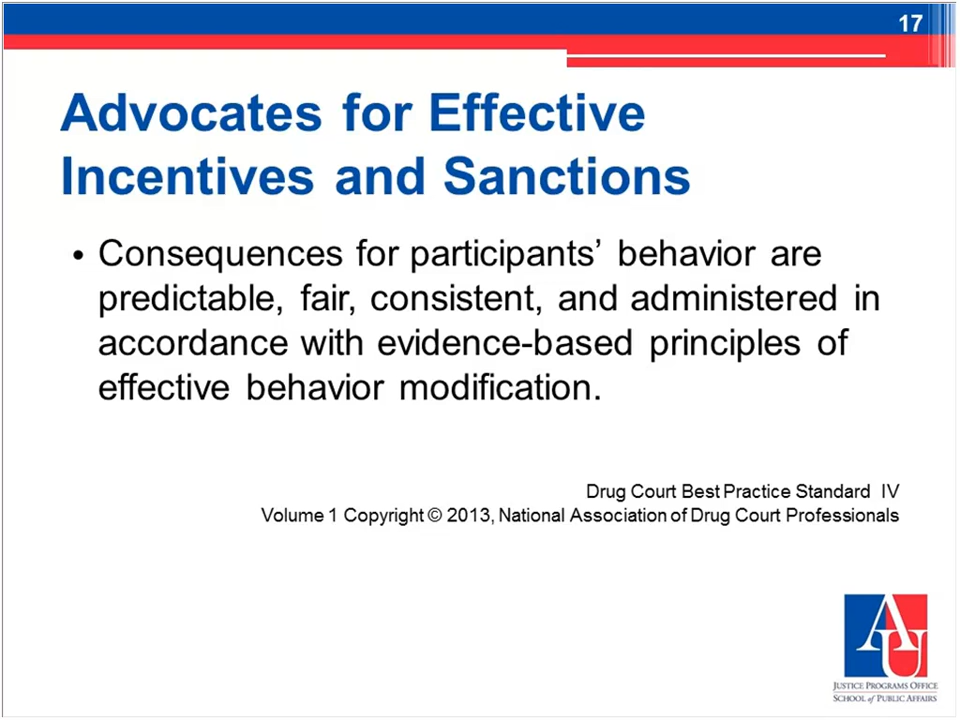 17
Advocates for Effective
Incentives and Sanctions
• Consequences for participants’ behavior are
predictable, fair, consistent, and administered in
accordance with evidence-based principles of
effective behavior modification.
Drug Court Best Practice Standard IV
Volume 1 Copyright © 2013, National Association of Drug Court Professionals
AU
JUSTICE PROGRAMS OFFICE
SCHOOL of PUBLIC AFFAIRS